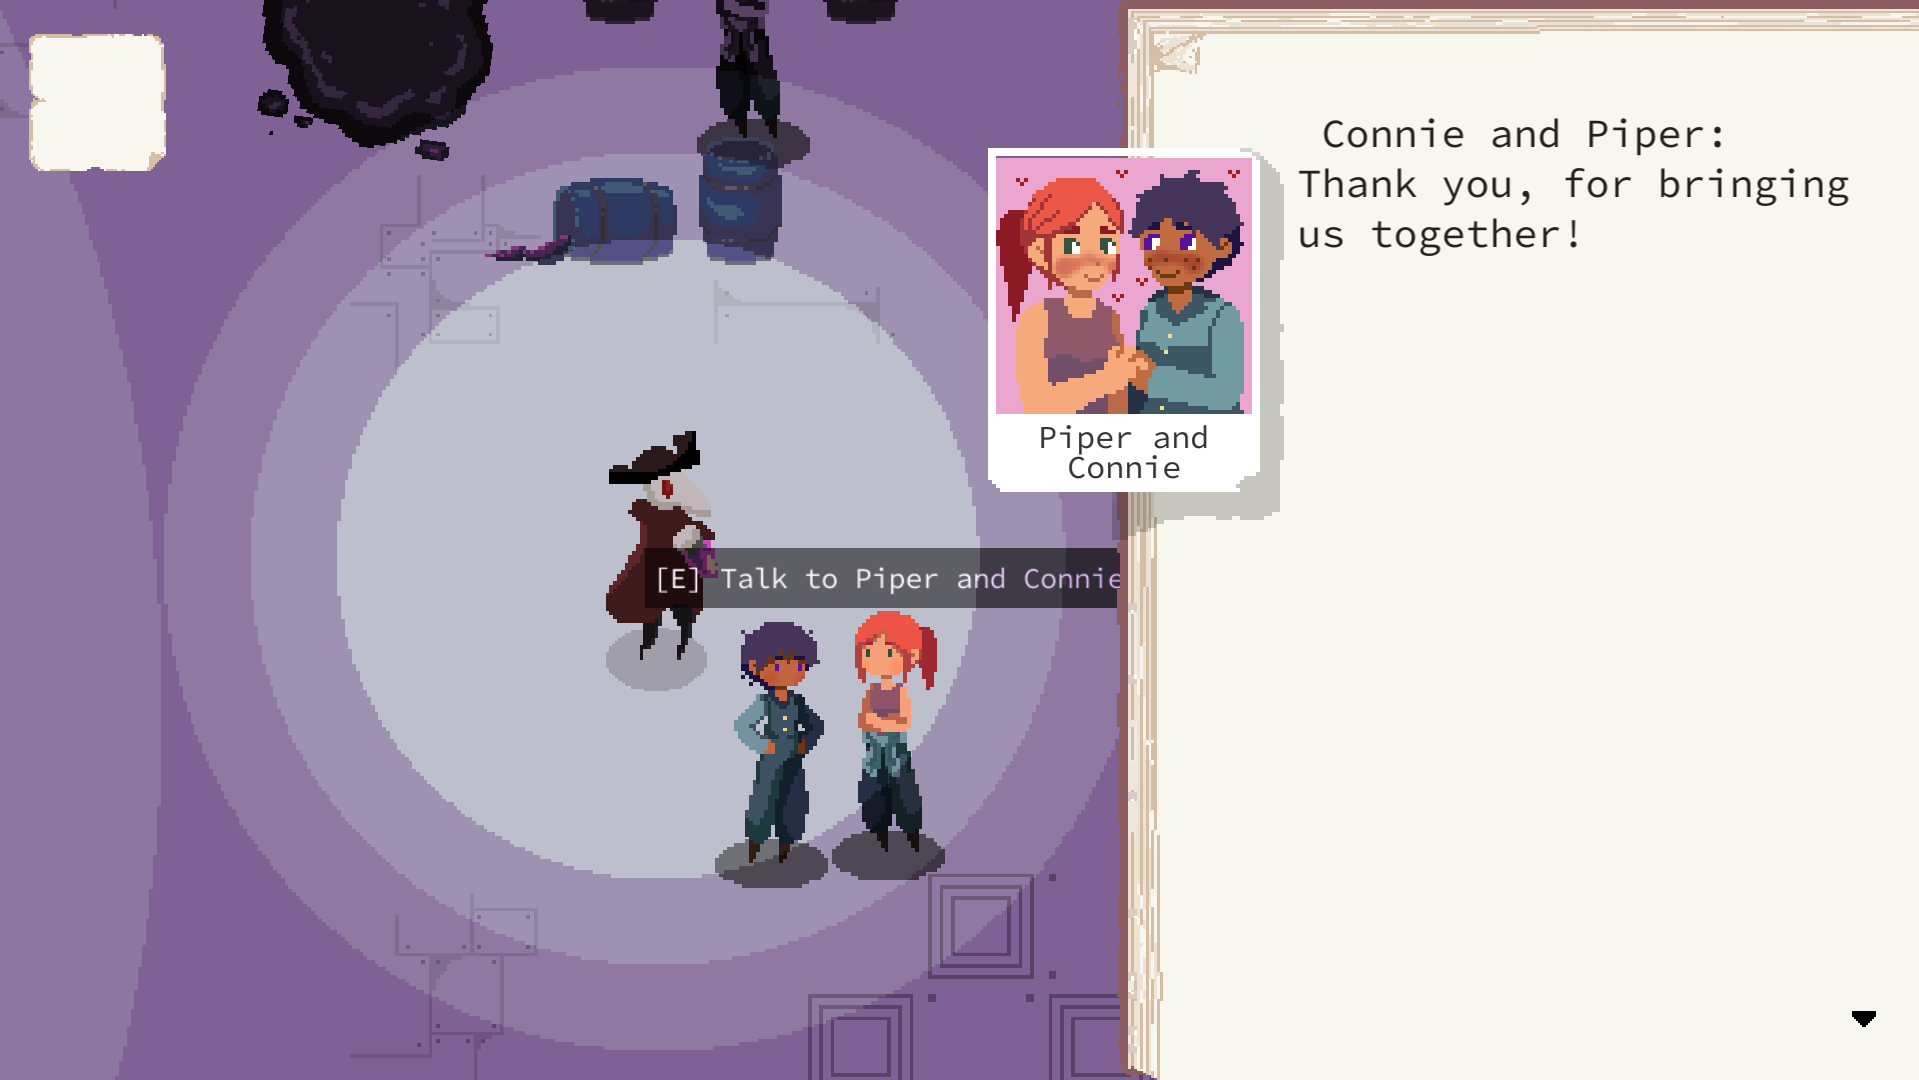 Connie and Piper:
Thank you, for bringing
us together!
Piper and
Connie
[E] Talk to Piper and Connie